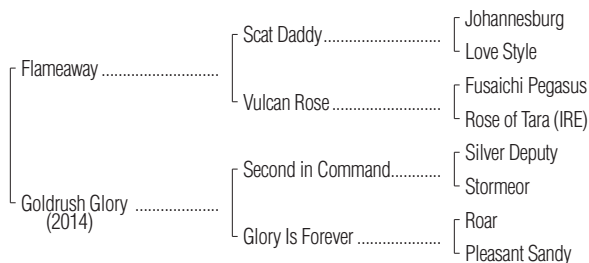 Johannesburg
Scat Daddy
Love Style
Flameaway
Fusaichi Pegasus
Vulcan Rose
Rose of Tara (IRE)
Silver Deputy
Second in Command
Stormeor
Goldrush Glory
(2014)
Roar
Glory Is Forever
Pleasant Sandy